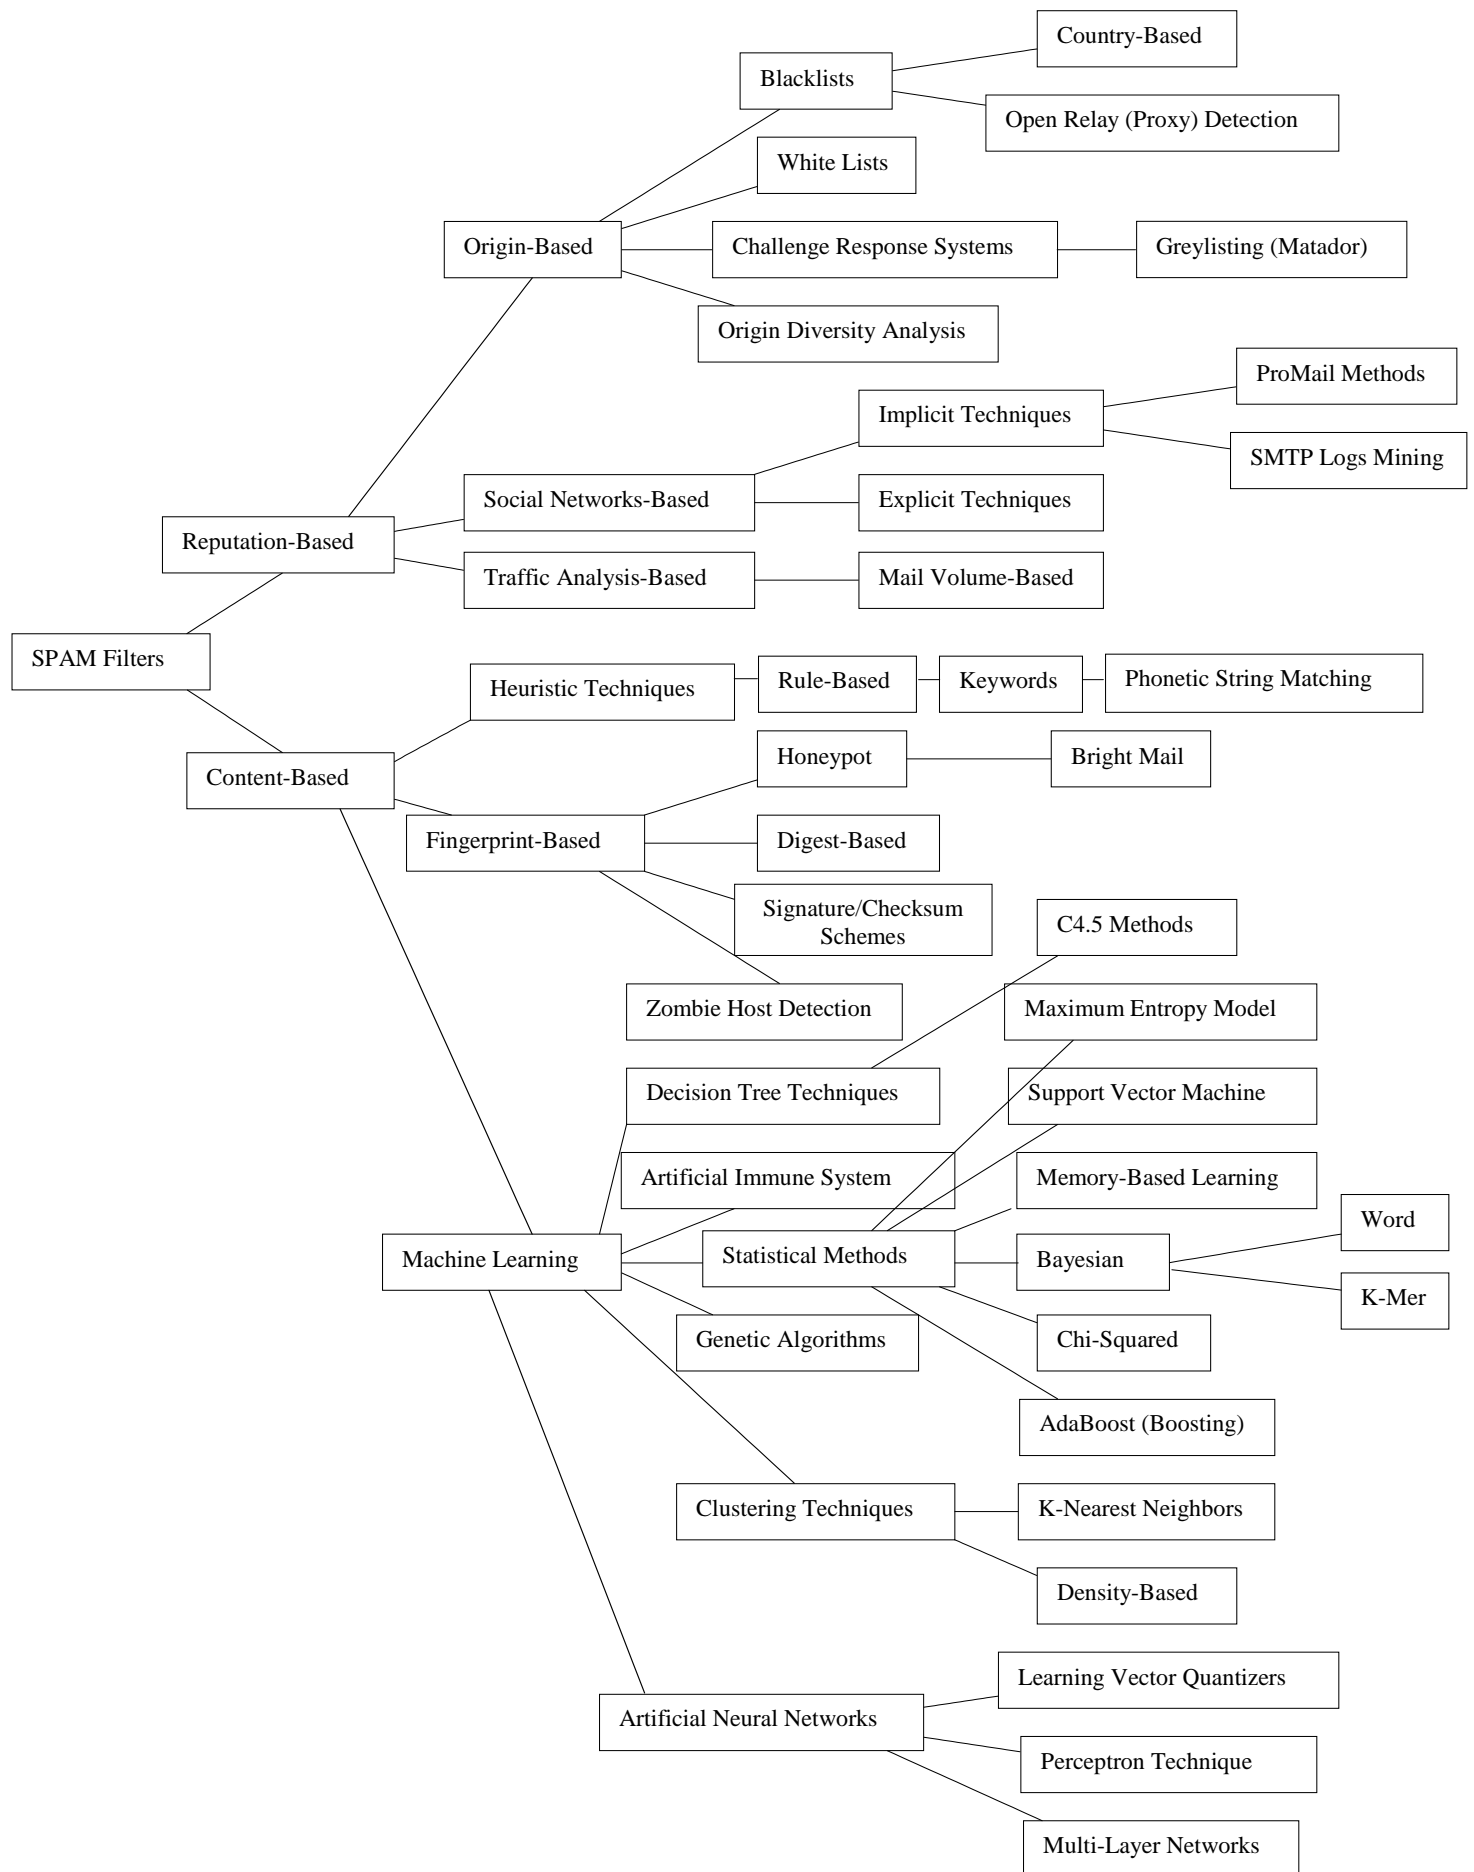 Country-Based
Blacklists
Open Relay (Proxy) Detection
White Lists
Origin-Based
Challenge Response Systems
Greylisting (Matador)
Origin Diversity Analysis
ProMail Methods
Implicit Techniques
SMTP Logs Mining
Social Networks-Based
Explicit Techniques
Reputation-Based
Traffic Analysis-Based
Mail Volume-Based
SPAM Filters
Heuristic Techniques
Rule-Based
Keywords
Phonetic String Matching
Content-Based
Honeypot
Bright Mail
Fingerprint-Based
Digest-Based
Signature/Checksum
Schemes
C4.5 Methods
Zombie Host Detection
Maximum Entropy Model
Decision Tree Techniques
Support Vector Machine
Artificial Immune System
Memory-Based Learning
Word
Machine Learning
Statistical Methods
Bayesian
K-Mer
Genetic Algorithms
Chi-Squared
AdaBoost (Boosting)
Clustering Techniques
K-Nearest Neighbors
Density-Based
Learning Vector Quantizers
Artificial Neural Networks
Perceptron Technique
Multi-Layer Networks